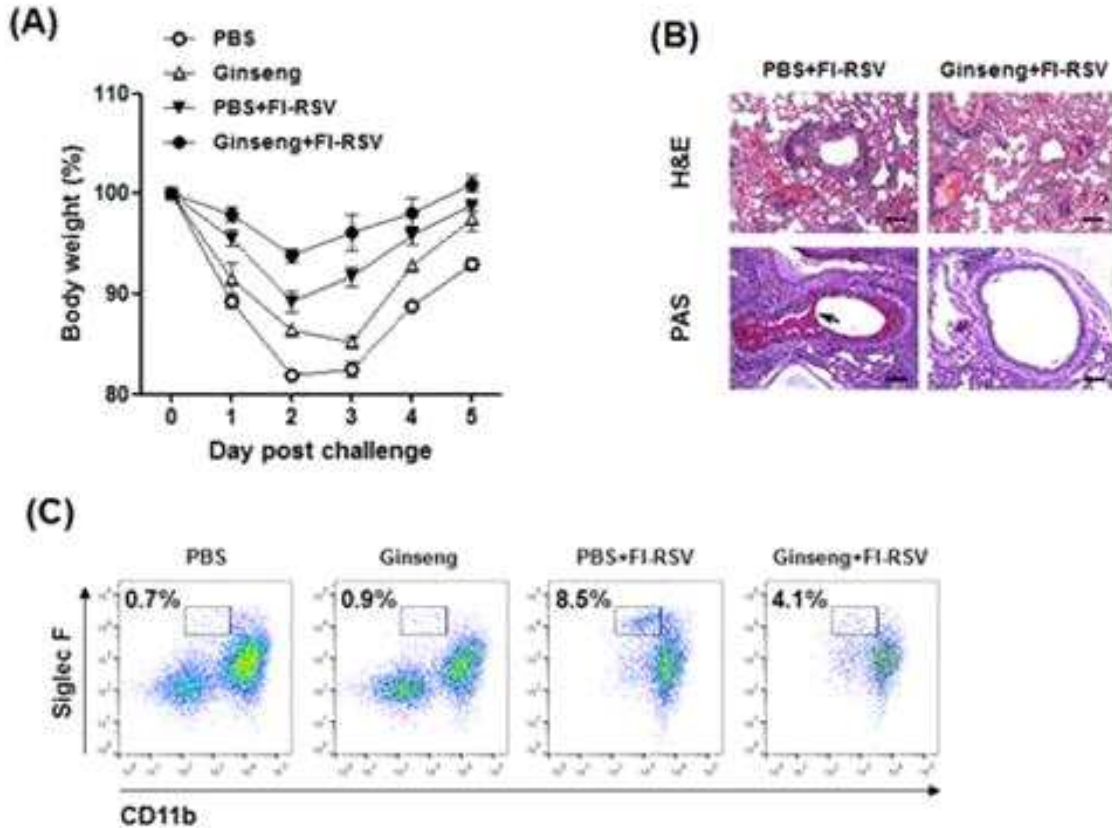 (A)
PBS
Ginseng
PBS+FI-RSV
Ginseng+FI-RSV
110
100
90
80
Body weight (%)
0 1 2 3 4 5
Day post challenge
(B)
PBS+FI-RSV Ginseng+FI-RSV
H&E
PAS
(C)
PBS Ginseng PBS+FI-RSV Ginseng+FI-RSV
0.7% 0.9% 8.5% 4.1%
Siglec F
CD11b